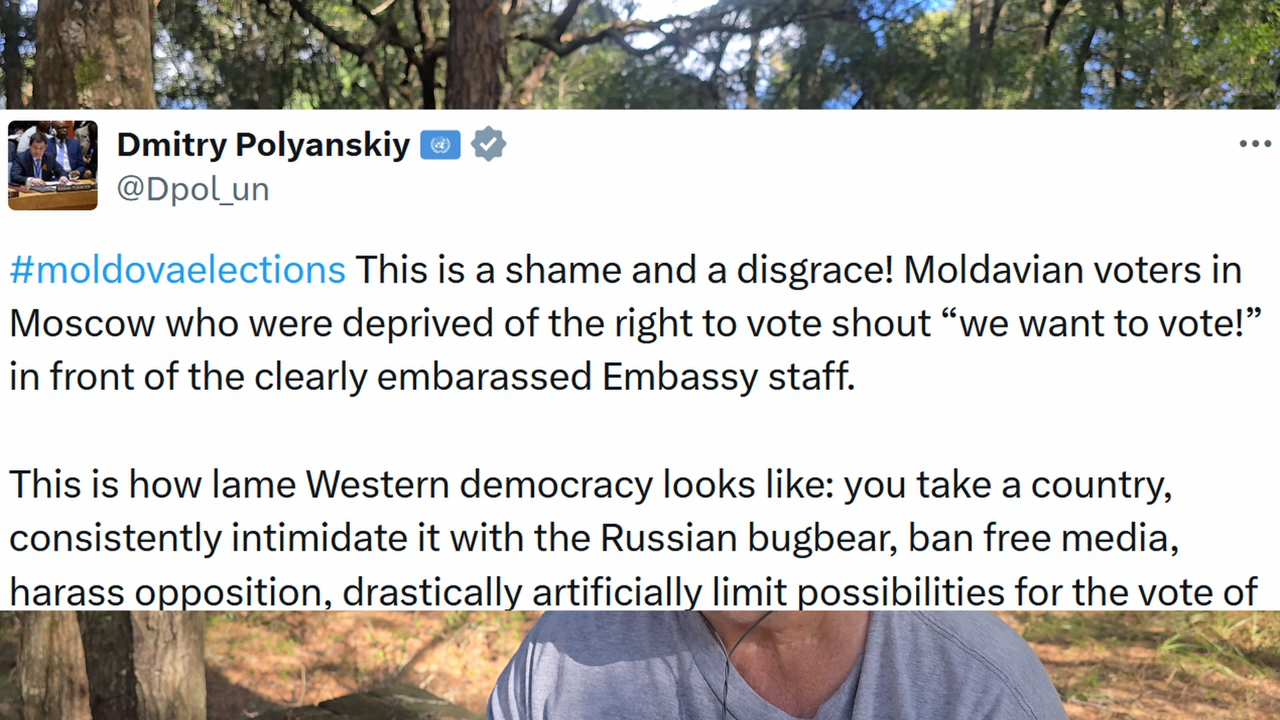 Dmitry Polyanskiy
@Dpol_un
#moldovaelections This is a shame and a disgrace! Moldavian voters in
Moscow who were deprived of the right to vote shout “we want to vote!”
in front of the clearly embarassed Embassy staff.
This is how lame Western democracy looks like: you take a country,
consistently intimidate it with the Russian bugbear, ban free media,
harass opposition, drastically artificially limit possibilities for the vote of